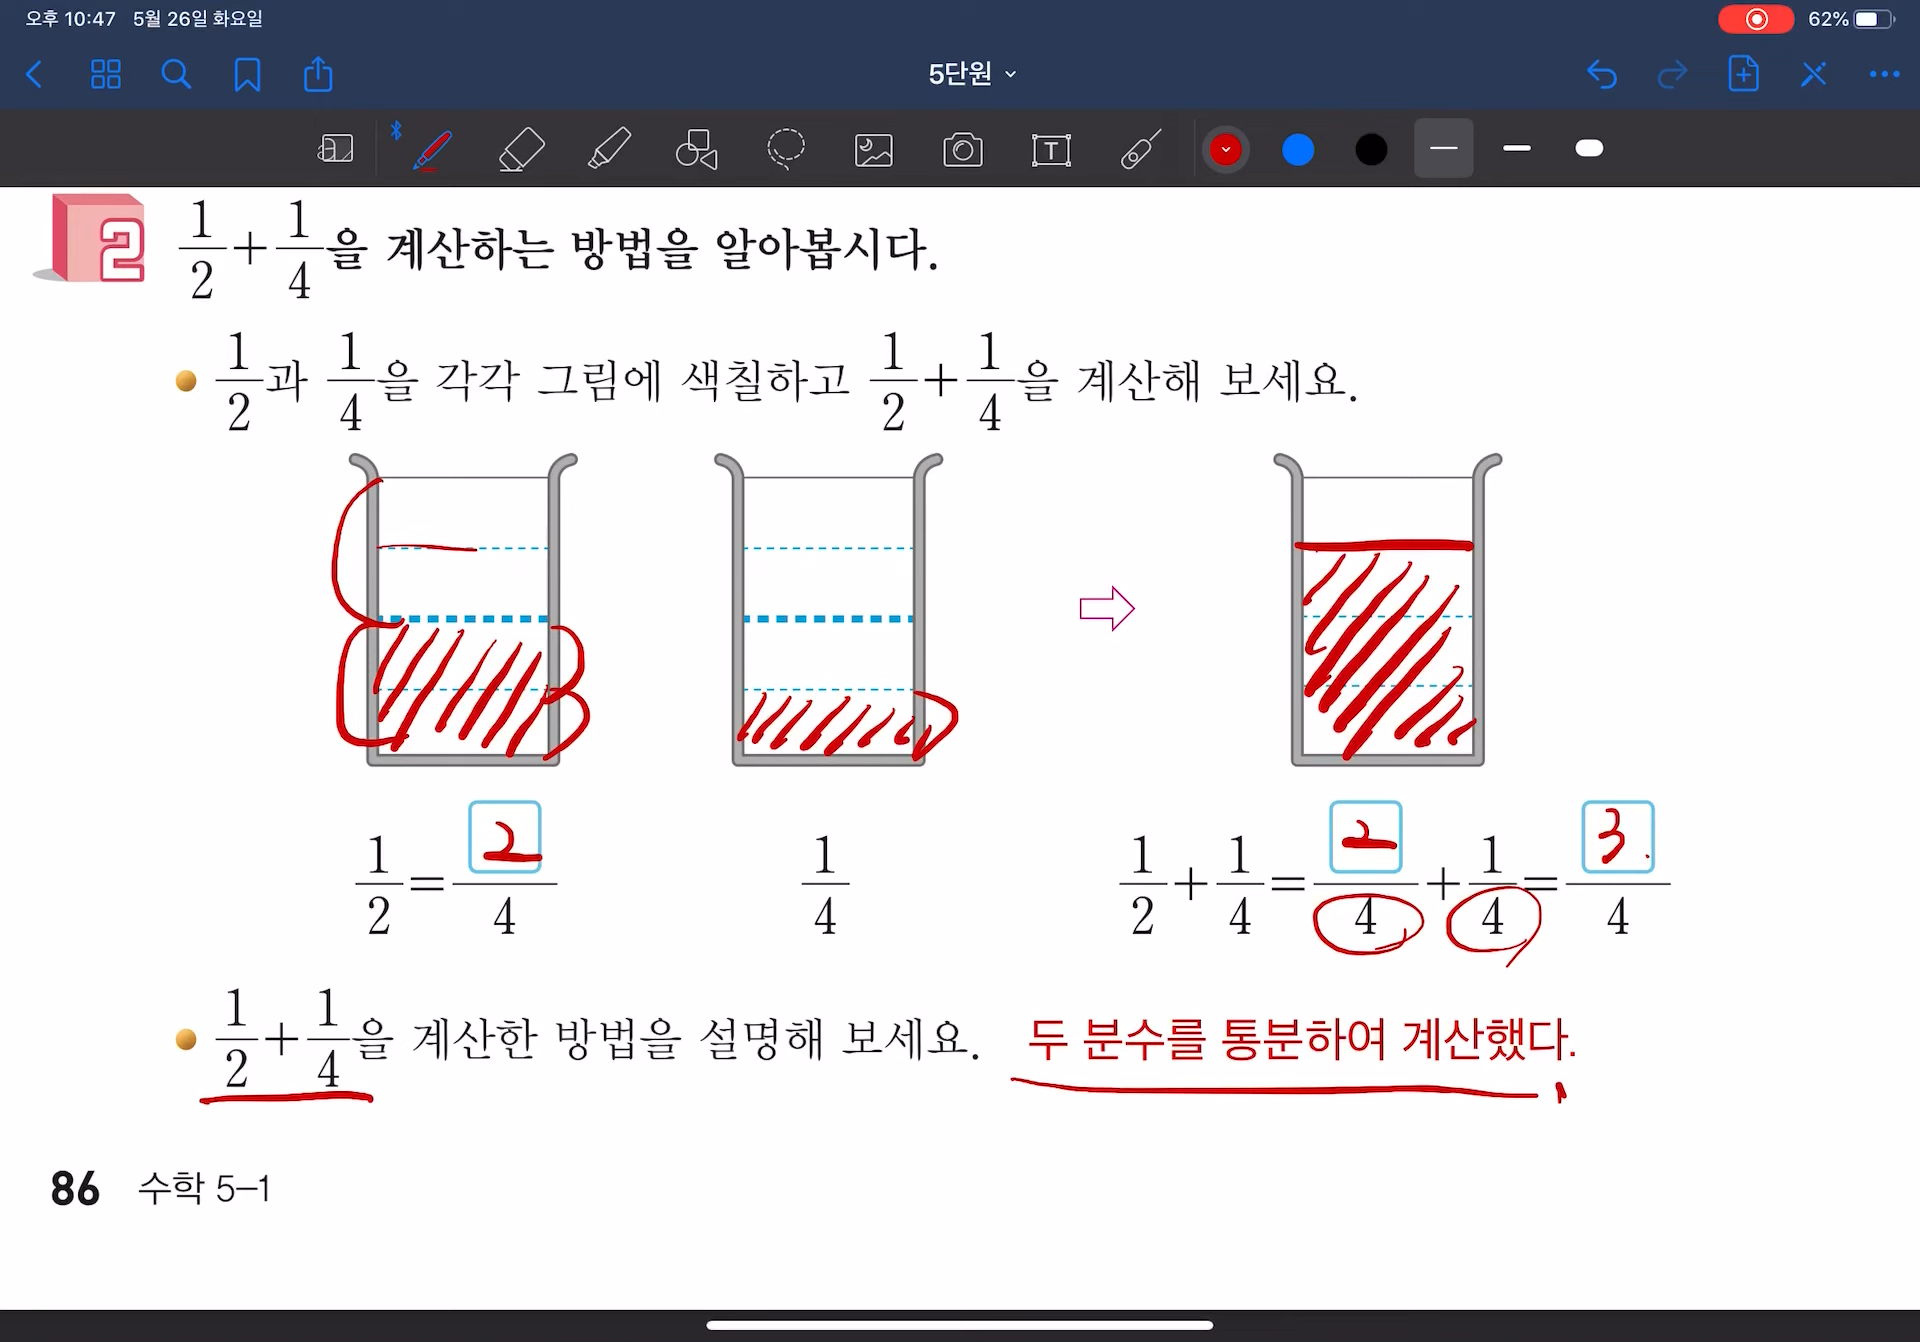 오후 10:47 5월 26일 화요일 62%
5단원
2 1/2 + 1/4 을 계산하는 방법을 알아봅시다.
• 1/2 과 1/4 을 각각 그림에 색칠하고 1/2 + 1/4 을 계산해 보세요.
1/2 = 2/4 1/4 1/2 + 1/4 = 2/4 + 1/4 = 3/4
• 1/2 + 1/4 을 계산한 방법을 설명해 보세요. 두 분수를 통분하여 계산했다.
86 수학 5-1